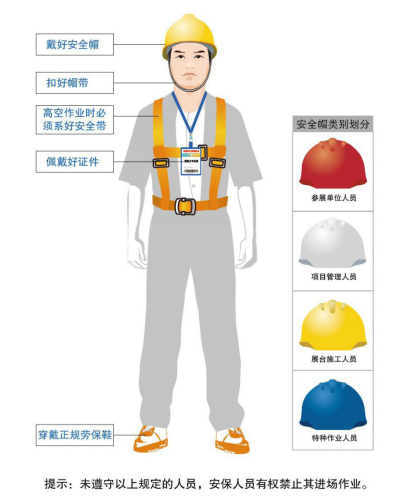 戴好安全帽
扣好帽带
高空作业时必
须系好安全带
佩戴好证件
穿戴正规劳保鞋
安全帽类别划分
参展单位人员
项目管理人员
展台施工人员
特种作业人员
提示：未遵守以上规定的人员，安保人员有权禁止其进场作业。